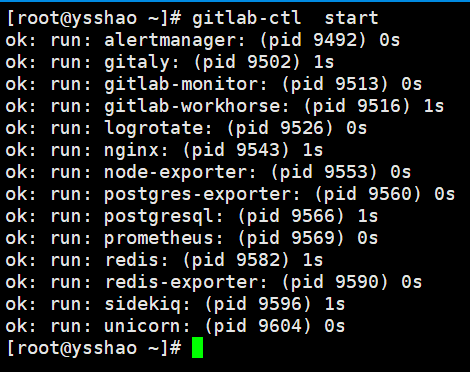 [root@ysshao ~]# gitlab-ctl  start
ok: run: alertmanager: (pid 9492) 0s
ok: run: gitaly: (pid 9502) 1s
ok: run: gitlab-monitor: (pid 9513) 0s
ok: run: gitlab-workhorse: (pid 9516) 1s
ok: run: logrotate: (pid 9526) 0s
ok: run: nginx: (pid 9543) 1s
ok: run: node-exporter: (pid 9553) 0s
ok: run: postgres-exporter: (pid 9560) 0s
ok: run: postgresql: (pid 9566) 1s
ok: run: prometheus: (pid 9569) 0s
ok: run: redis: (pid 9582) 1s
ok: run: redis-exporter: (pid 9590) 0s
ok: run: sidekiq: (pid 9596) 1s
ok: run: unicorn: (pid 9604) 0s
[root@ysshao ~]#